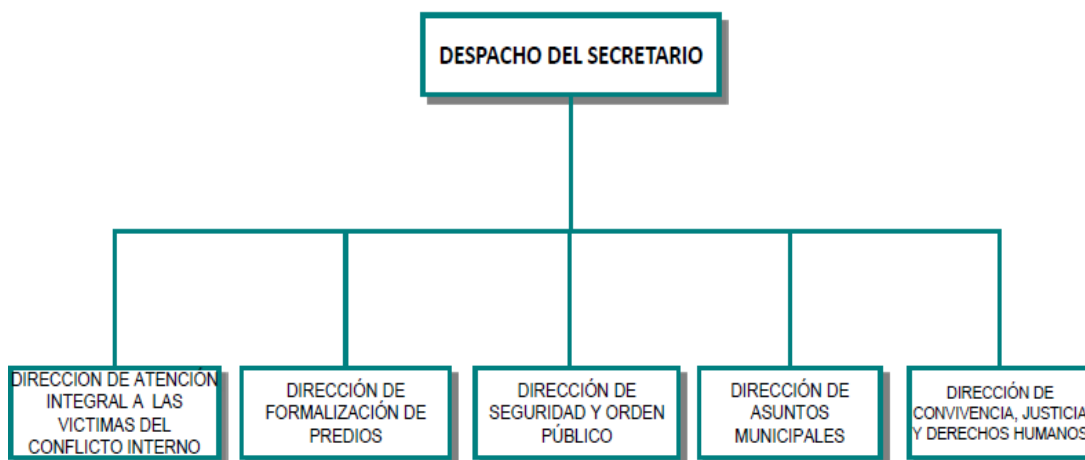 DESPACHO DEL SECRETARIO
DIRECCION DE ATENCIÓN
INTEGRAL A LAS
VICTIMAS DEL
CONFLICTO INTERNO
DIRECCIÓN DE
FORMALIZACIÓN DE
PREDIOS
DIRECCIÓN DE
SEGURIDAD Y ORDEN
PÚBLICO
DIRECCIÓN DE
ASUNTOS
MUNICIPALES
DIRECCIÓN DE
CONVIVENCIA, JUSTICIA
Y DERECHOS HUMANOS